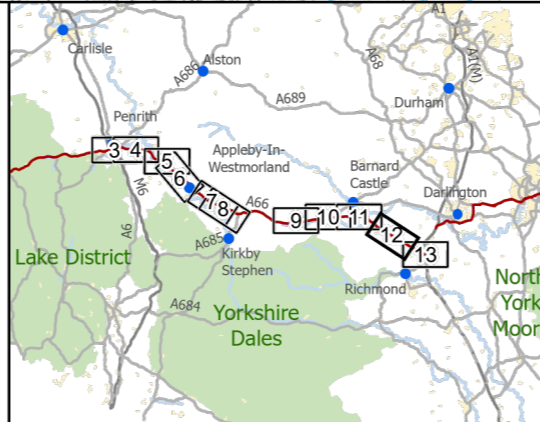 A1
Carlisle
Alston
A686
A68
A1(M)
A689
Durham
Penrith
3 4
5
6
Appleby-In-
Westmorland
Barnard
Castle
Darlington
M6
7 8
A66
9
10 11
12
13
A6
A685
Kirkby
Stephen
Lake District
Richmond
A684
Yorkshire
Dales
North
York
Moor